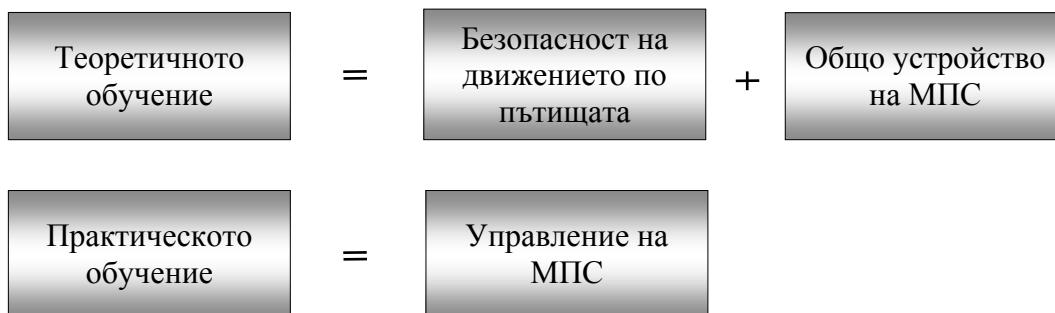 Теоретичното
обучение
=
Безопасност на
движението по
пътищата
+
Общо устройство
на МПС
Практическото
обучение
=
Управление на
МПС